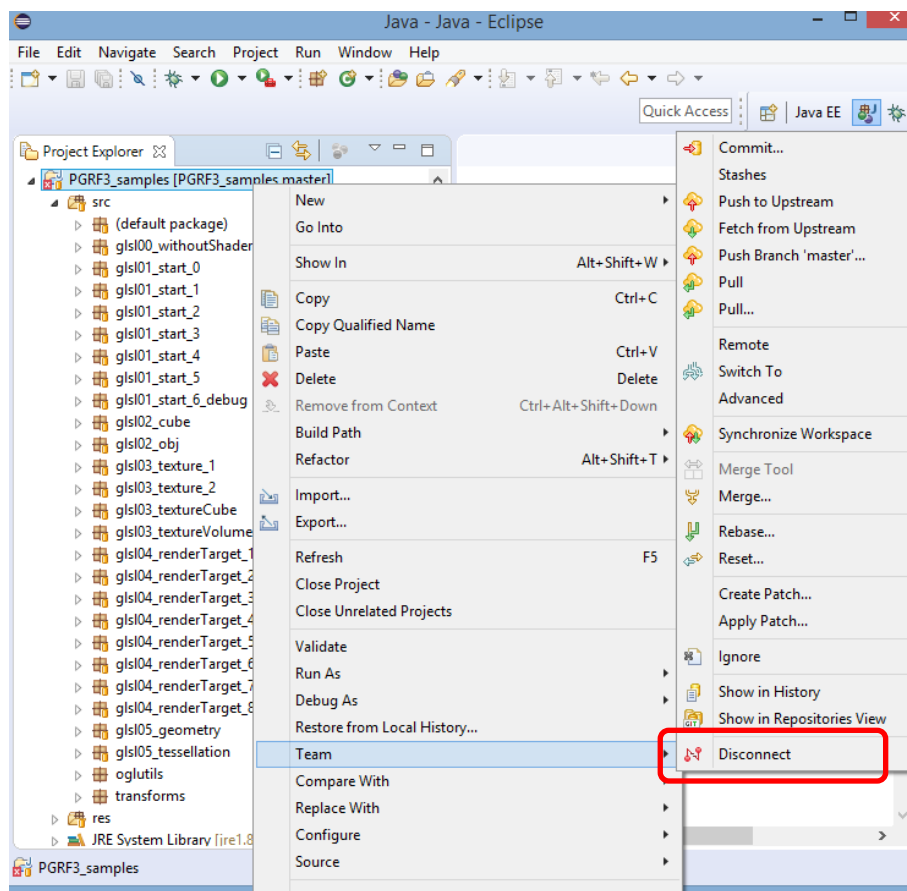 Java - Java - Eclipse
File Edit Navigate Search Project Run Window Help
Quick Access
Java EE
Project Explorer
PGRF3_samples [PGRF3_samples master]
src
(default package)
glsl00_withoutShader
glsl01_start_0
glsl01_start_1
glsl01_start_2
glsl01_start_3
glsl01_start_4
glsl01_start_5
glsl01_start_6_debug
glsl02_cube
glsl02_obj
glsl03_texture_1
glsl03_texture_2
glsl03_textureCube
glsl03_textureVolume
glsl04_renderTarget_1
glsl04_renderTarget_2
glsl04_renderTarget_3
glsl04_renderTarget_4
glsl04_renderTarget_5
glsl04_renderTarget_6
glsl04_renderTarget_7
glsl04_renderTarget_8
glsl05_geometry
glsl05_tessellation
oglutils
transforms
res
JRE System Library [jre1.8
PGRF3_samples
New
Go Into
Show In Alt+Shift+W
Copy Ctrl+C
Copy Qualified Name
Paste Ctrl+V
Delete Delete
Remove from Context Ctrl+Alt+Shift+Down
Build Path
Refactor Alt+Shift+T
Import...
Export...
Refresh F5
Close Project
Close Unrelated Projects
Validate
Run As
Debug As
Restore from Local History...
Team
Compare With
Replace With
Configure
Source
Commit...
Stashes
Push to Upstream
Fetch from Upstream
Push Branch 'master'...
Pull
Pull...
Remote
Switch To
Advanced
Synchronize Workspace
Merge Tool
Merge...
Rebase...
Reset...
Create Patch...
Apply Patch...
Ignore
Show in History
GIT Show in Repositories View
Disconnect